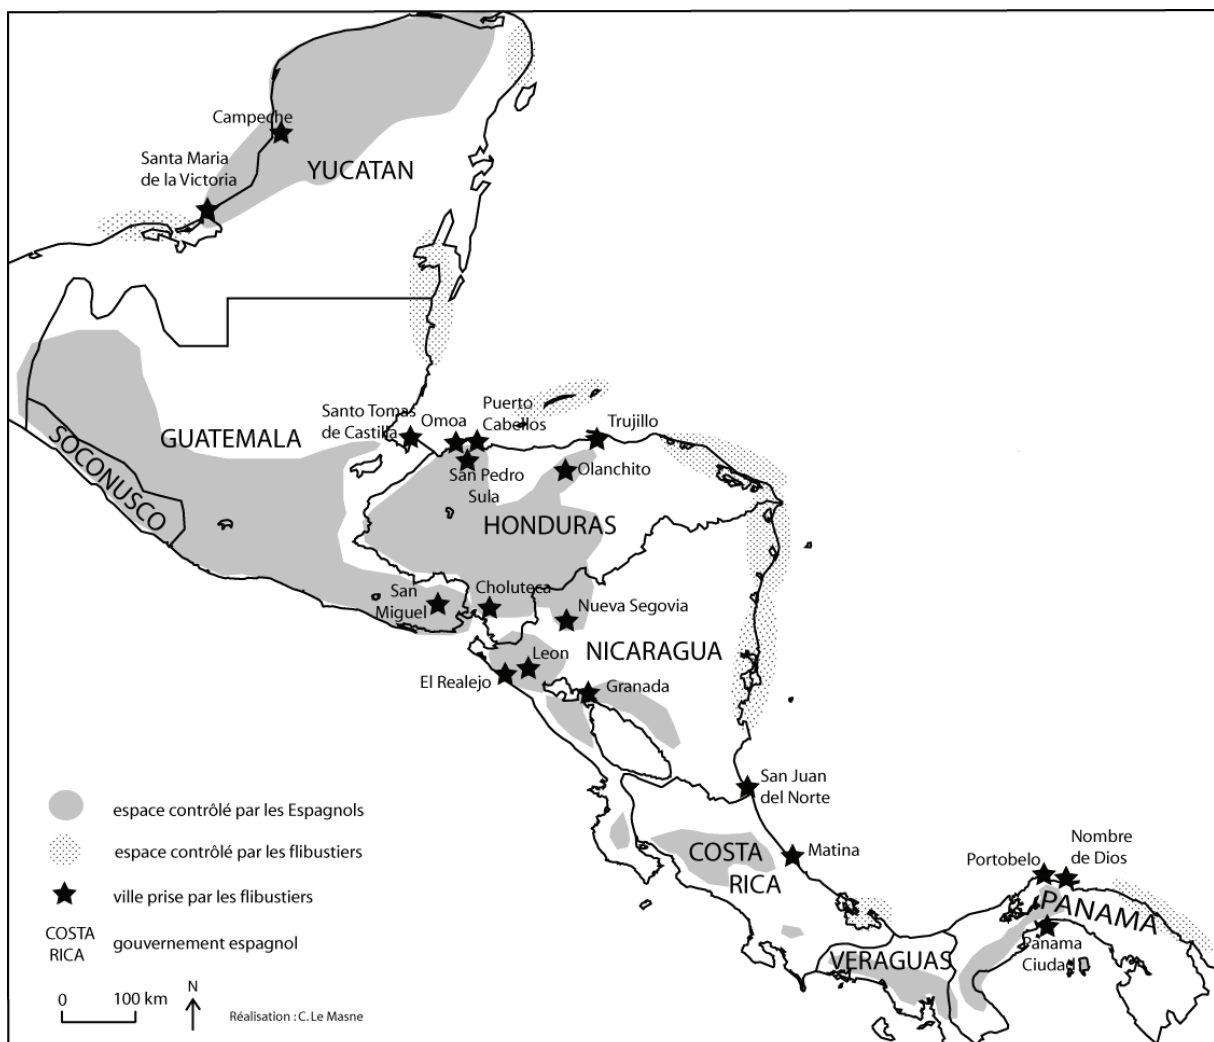 Campeche
Santa Maria
de la Victoria
YUCATAN
Santo Tomas
de Castilla
Omoa
Puerto
Cabellos
Trujillo
GUATEMALA
SOCONUSCO
San Pedro
Sula
Olanchito
HONDURAS
San
Miguel
Choluteca
Nueva Segovia
NICARAGUA
Leon
El Realejo
Granada
San Juan
del Norte
COSTA
RICA
Matina
Portobelo
Nombre
de Dios
PANAMA
Panama
Ciudad
VERAGUAS
espace contrôlé par les Espagnols
espace contrôlé par les flibustiers
ville prise par les flibustiers
COSTA
RICA
gouvernement espagnol
0 100 km
N
Réalisation : C. Le Masne